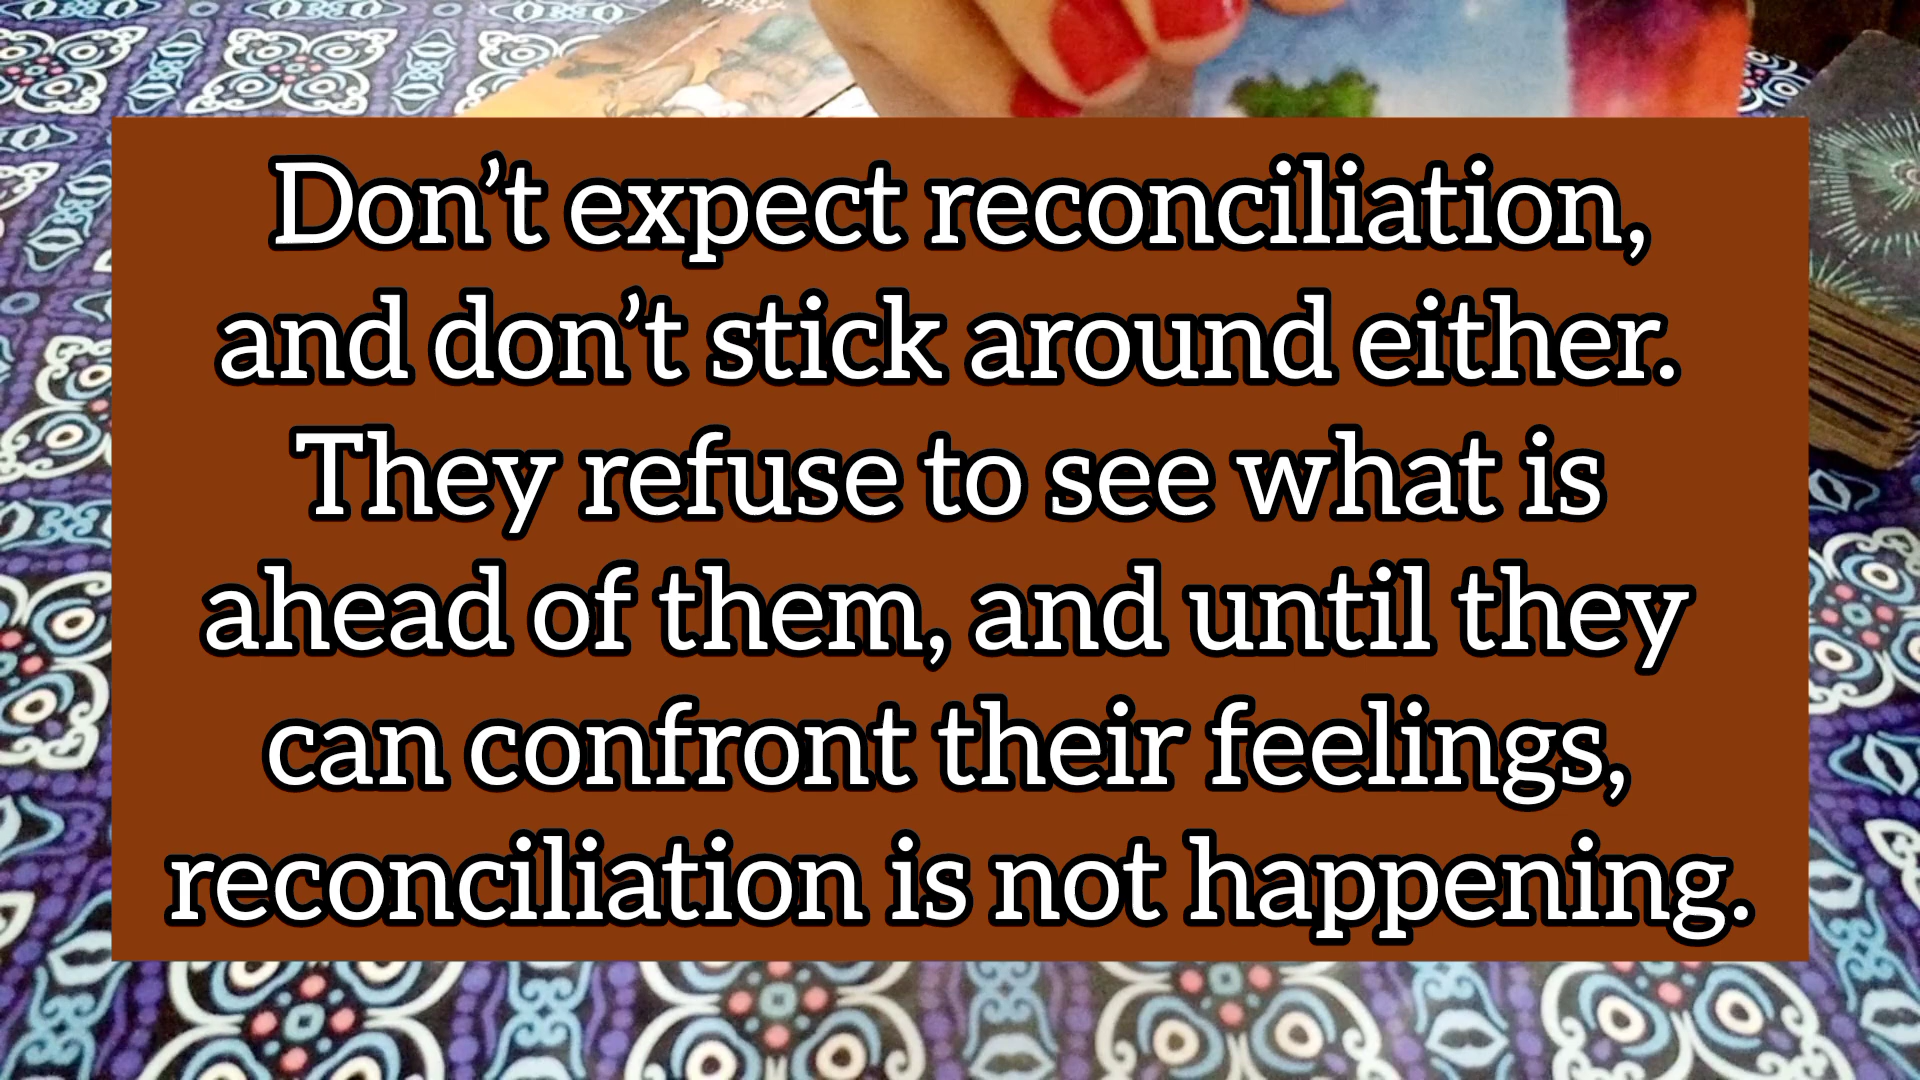 Don’t expect reconciliation,
and don’t stick around either.
They refuse to see what is
ahead of them, and until they
can confront their feelings,
reconciliation is not happening.